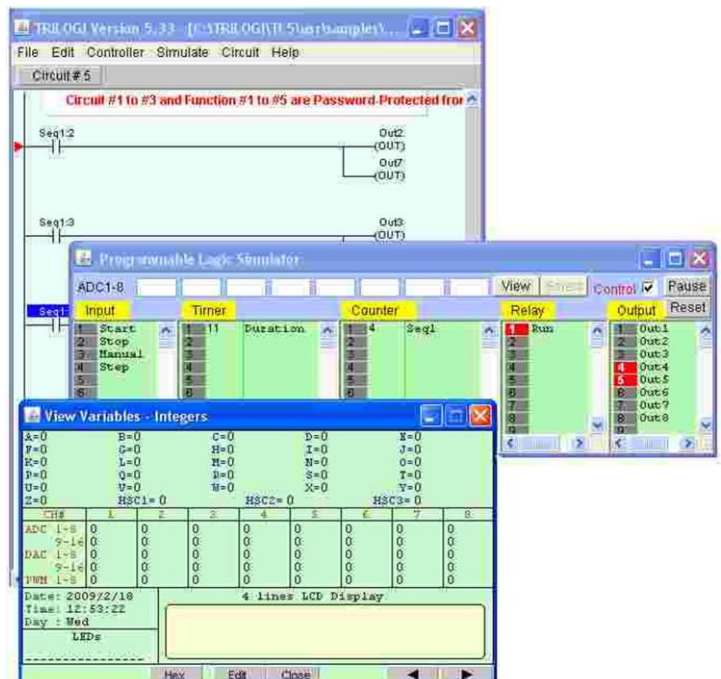 TRiLOGI Version 5.33 - [C:\TRiLOGI\TL5\usr\samples\...
File Edit Controller Simulate Circuit Help
Circuit # 5
Circuit #1 to #3 and Function #1 to #5 are Password-Protected from
Seq1:2 Out2
(OUT)
Out7
(OUT)
Seq1:3 Out3
(OUT)
Programmable Logic Simulator
ADC1-8 View Control Pause
Reset
Seq1
Input Timer Counter Relay Output
1 Start 1 11 Duration 1 4 Seq1 1 Run 1 Out1
2 Stop 2 2 2 2 Out2
3 Manual 3 3 3 3 Out3
4 Step 4 4 4 4 Out4
5 5 5 5 5 Out5
6 6 6 6 6 Out6
7 7 Out7
8 8 Out8
9 9
View Variables - Integers
A=0 B=0 C=0 D=0 E=0
F=0 G=0 H=0 I=0 J=0
K=0 L=0 M=0 N=0 O=0
P=0 Q=0 R=0 S=0 T=0
U=0 V=0 W=0 X=0 Y=0
Z=0 HSC1= 0 HSC2= 0 HSC3= 0
CH# 1 2 3 4 5 6 7 8
ADC 1-8 0 0 0 0 0 0 0 0
9-16 0 0 0 0 0 0 0 0
DAC 1-8 0 0 0 0 0 0 0 0
9-16 0 0 0 0 0 0 0 0
PWM 1-8 0 0 0 0 0 0 0 0
Date: 2009/2/18 4 lines LCD Display
Time: 12:53:22
Day : Wed
LEDs
Hex Edit Close